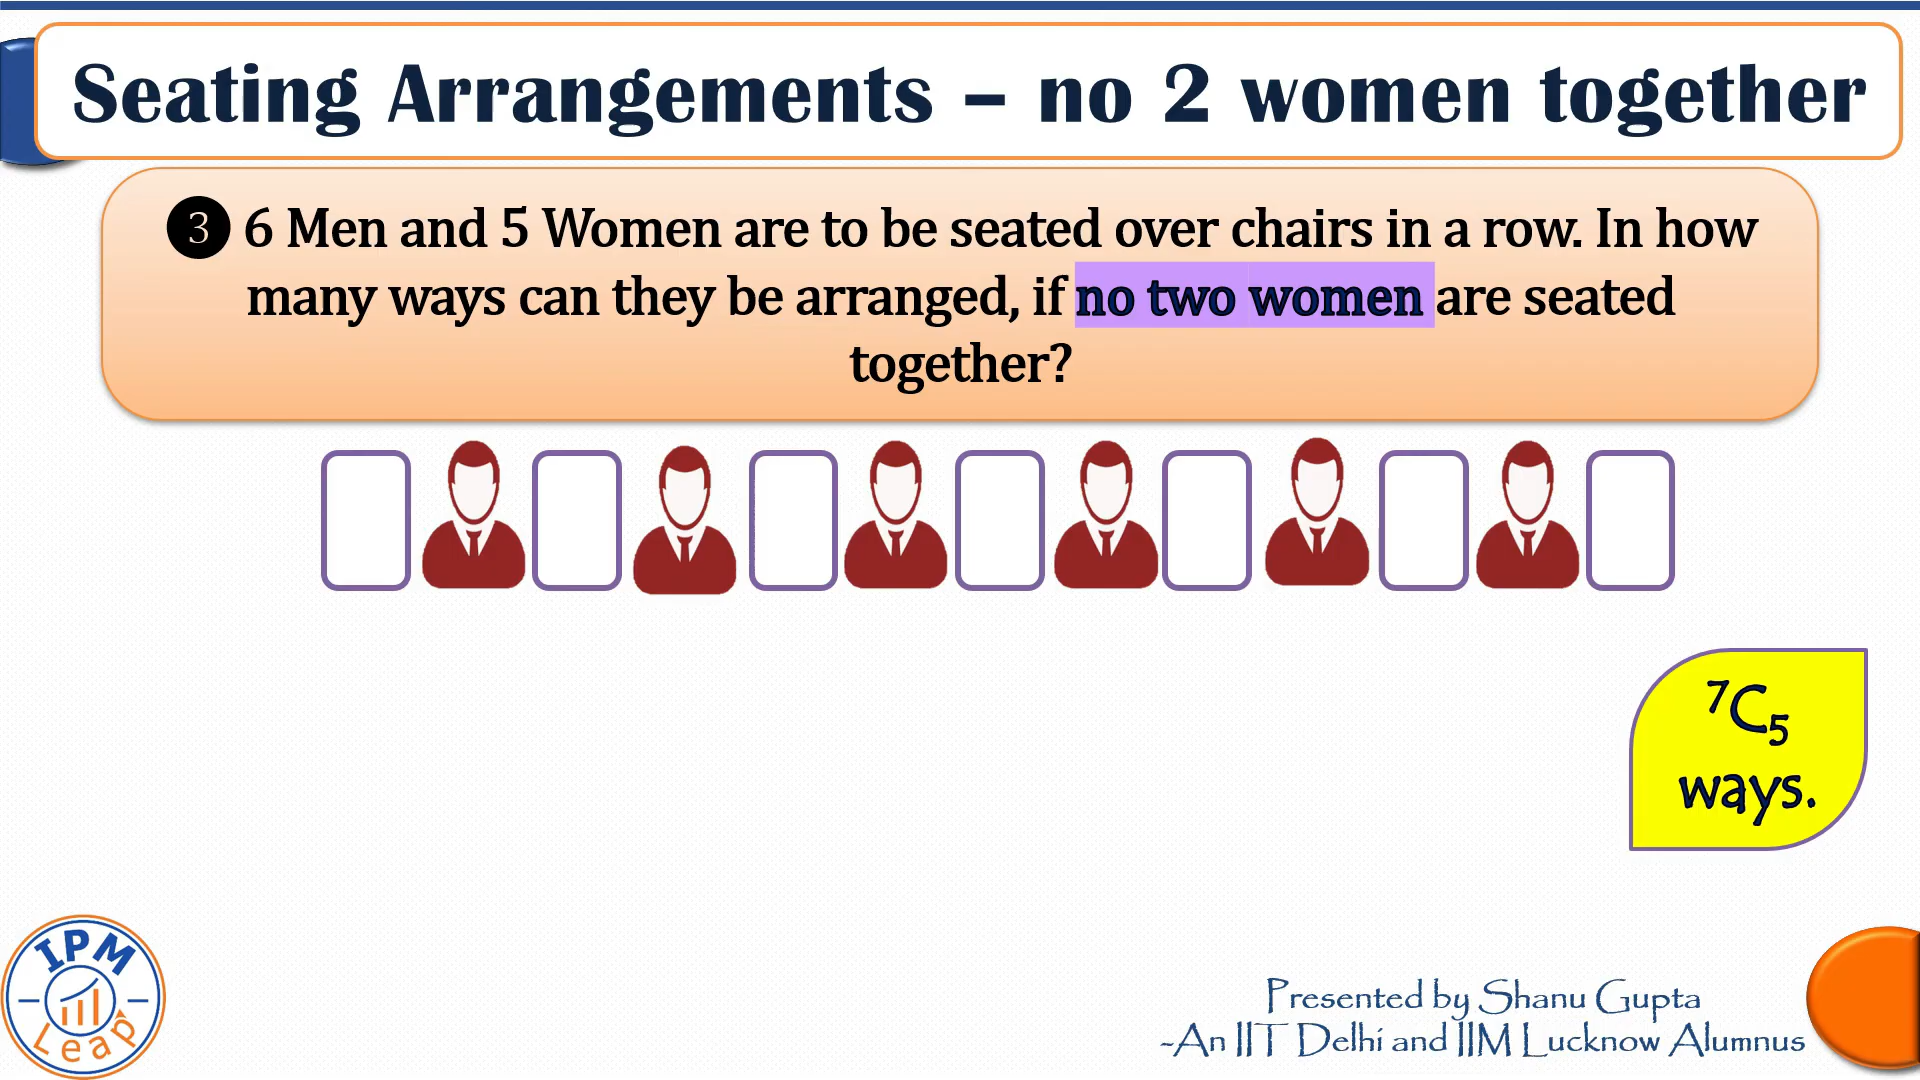 Seating Arrangements – no 2 women together
❸ 6 Men and 5 Women are to be seated over chairs in a row. In how
many ways can they be arranged, if no two women are seated
together?
⁷C₅
ways.
IPM
Leap
Presented by Shanu Gupta
-An IIT Delhi and IIM Lucknow Alumnus